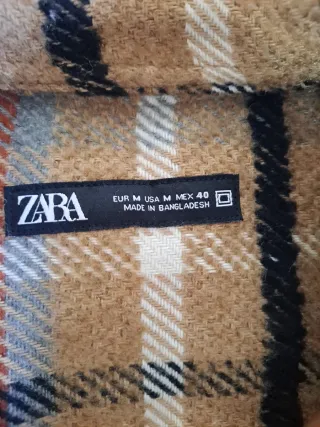 ZARA
EUR M USA M MEX 40
MADE IN BANGLADESH